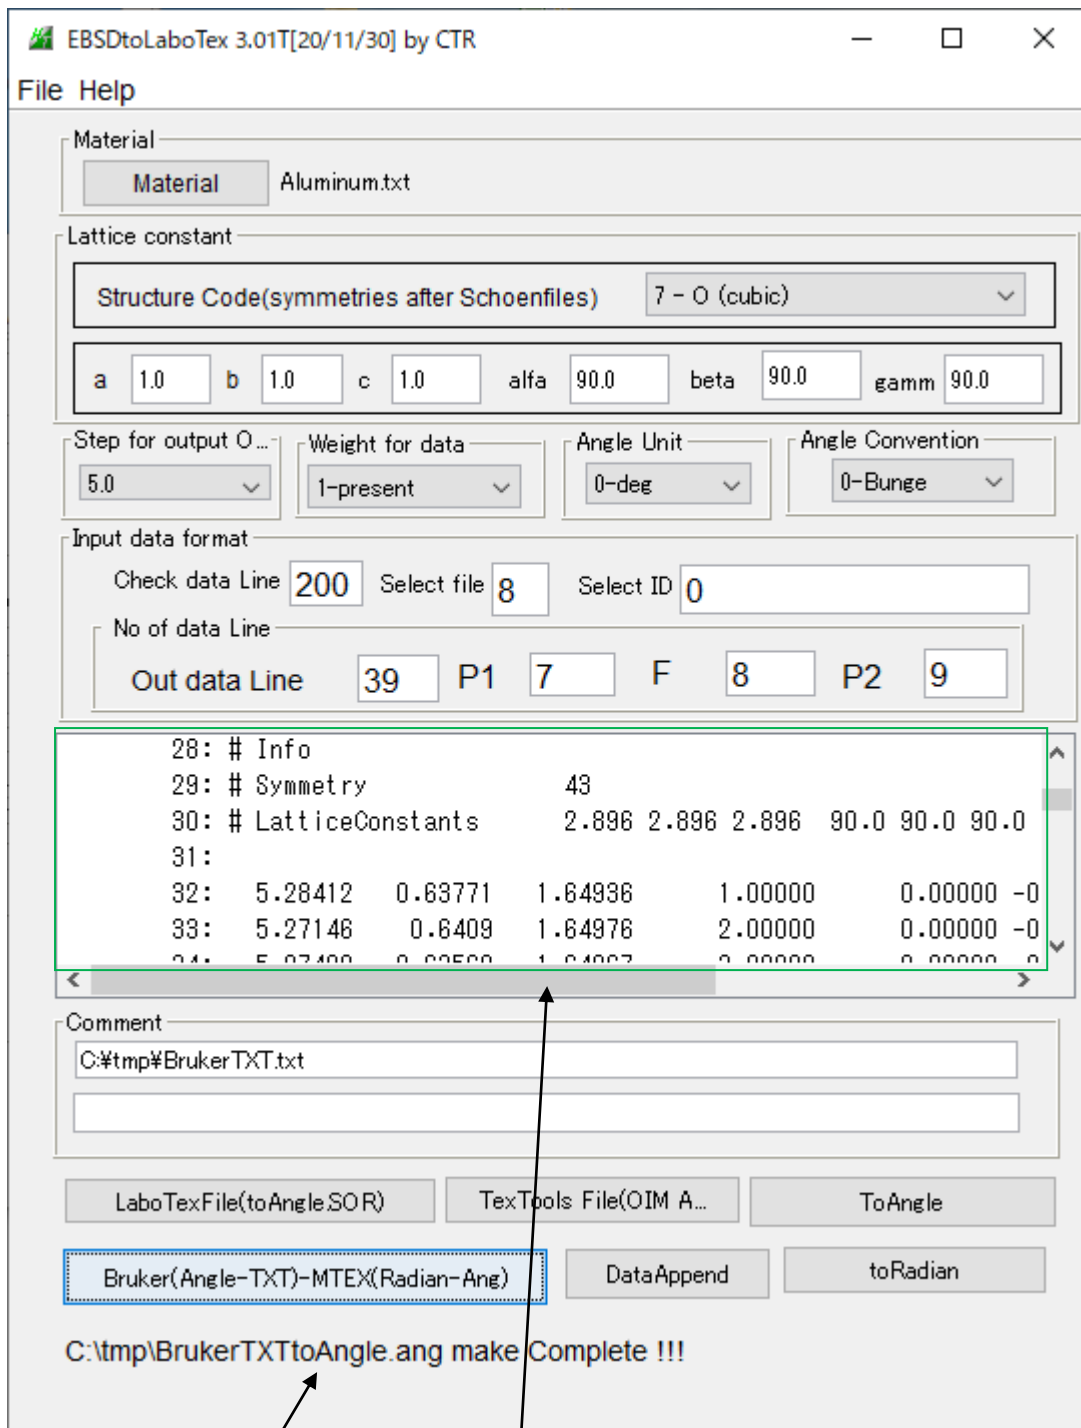 EBSDtoLaboTex 3.01T[20/11/30] by CTR
File Help
Material
Material Aluminum.txt
Lattice constant
Structure Code(symmetries after Schoenfiles) 7 - O (cubic)
a 1.0 b 1.0 c 1.0 alfa 90.0 beta 90.0 gamm 90.0
Step for output O... Weight for data Angle Unit Angle Convention
5.0 1-present 0-deg 0-Bunge
Input data format
Check data Line 200 Select file 8 Select ID 0
No of data Line
Out data Line 39 P1 7 F 8 P2 9
28: # Info
29: # Symmetry 43
30: # LatticeConstants 2.896 2.896 2.896 90.0 90.0 90.0
31:
32: 5.28412 0.63771 1.64936 1.00000 0.00000 -0
33: 5.27146 0.6409 1.64976 2.00000 0.00000 -0
Comment
C:¥tmp¥BrukerTXT.txt
LaboTexFile(toAngle.SOR) TexTools File(OIM A... ToAngle
Bruker(Angle-TXT)-MTEX(Radian-Ang) DataAppend toRadian
C:\tmp\BrukerTXTtoAngle.ang make Complete !!!